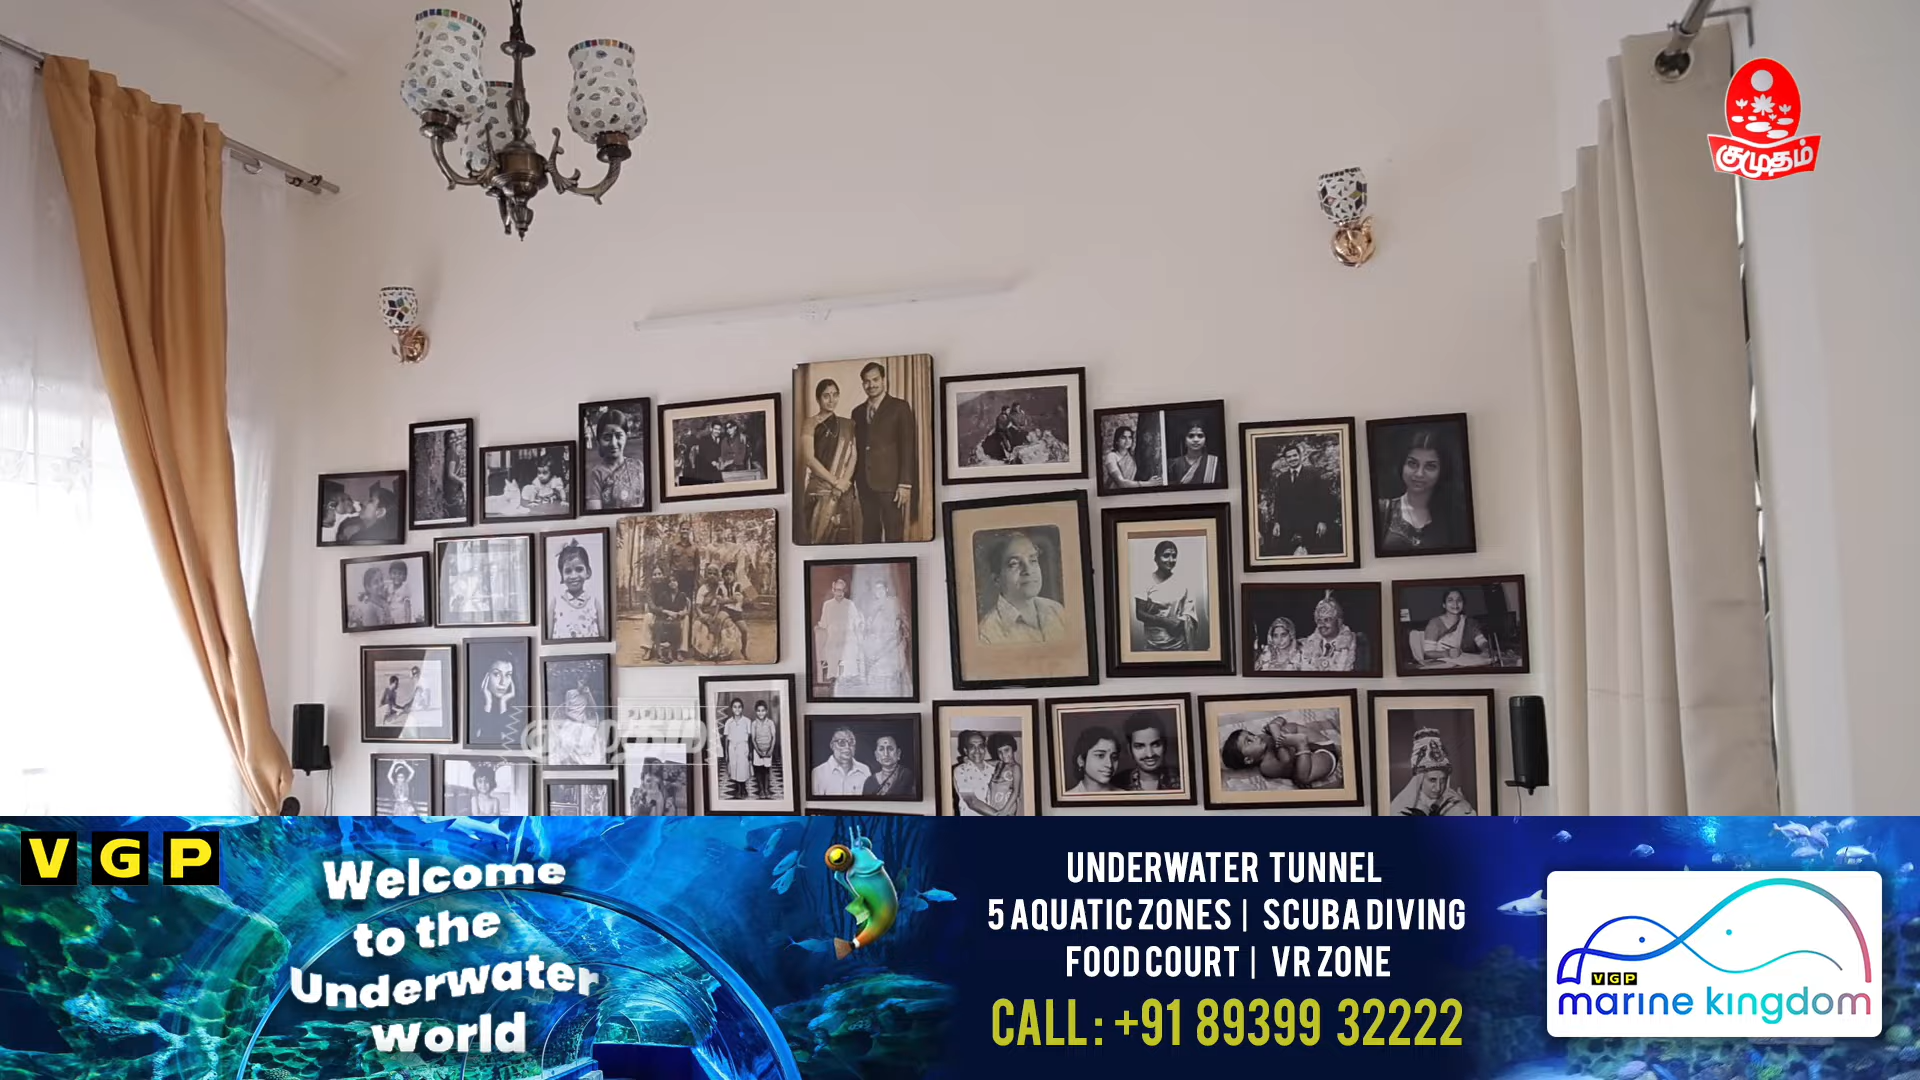 குமுதம்
குமுதம்
VGP
Welcome
to the
Underwater
World
UNDERWATER TUNNEL
5 AQUATIC ZONES | SCUBA DIVING
FOOD COURT | VR ZONE
CALL : +91 89399 32222
VGP
marine kingdom